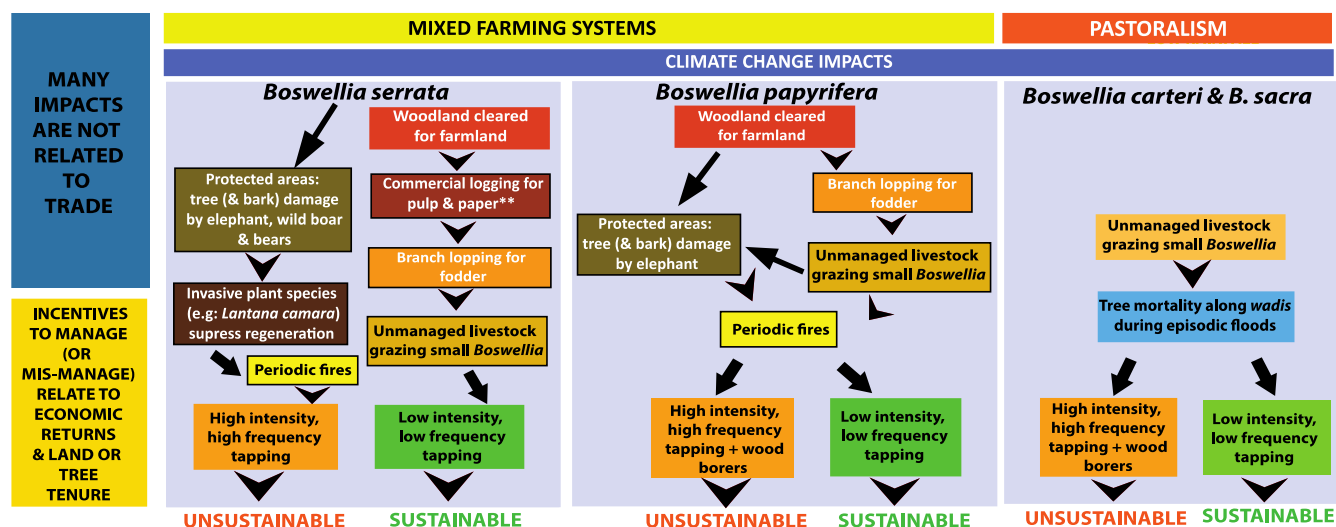 MIXED FARMING SYSTEMS
PASTORALISM
CLIMATE CHANGE IMPACTS
MANY
IMPACTS
ARE NOT
RELATED
TO
TRADE
INCENTIVES
TO MANAGE
(OR
MIS-MANAGE)
RELATE TO
ECONOMIC
RETURNS
& LAND OR
TREE
TENURE
Boswellia serrata
Woodland cleared
for farmland
Protected areas:
tree (& bark) damage
by elephant, wild boar
& bears
Commercial logging for
pulp & paper**
Branch lopping for
fodder
Invasive plant species
(e.g: Lantana camara)
supress regeneration
Unmanaged livestock
grazing small Boswellia
Periodic fires
High intensity,
high frequency
tapping
Low intensity,
low frequency
tapping
UNSUSTAINABLE
SUSTAINABLE
Boswellia papyrifera
Woodland cleared
for farmland
Branch lopping for
fodder
Protected areas:
tree (& bark) damage
by elephant
Unmanaged livestock
grazing small Boswellia
Periodic fires
High intensity,
high frequency
tapping + wood
borers
Low intensity,
low frequency
tapping
UNSUSTAINABLE
SUSTAINABLE
Boswellia carteri & B. sacra
Unmanaged livestock
grazing small Boswellia
Tree mortality along wadis
during episodic floods
High intensity,
high frequency
tapping + wood
borers
Low intensity,
low frequency
tapping
UNSUSTAINABLE
SUSTAINABLE